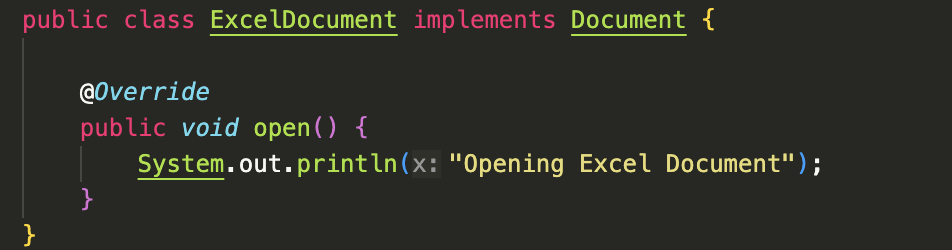 public class ExcelDocument implements Document {
@Override
public void open() {
System.out.println(x: "Opening Excel Document");
}
}